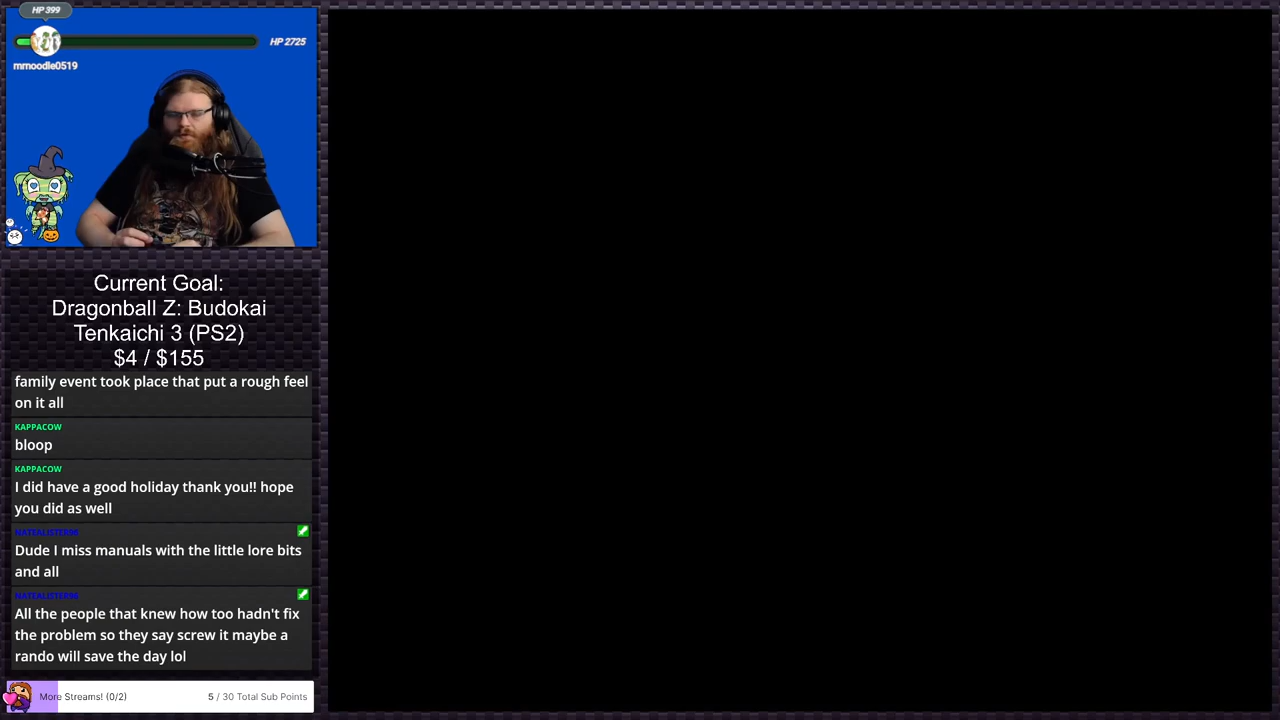 HP 399
HP 2725
mmoodle0519
Current Goal:
Dragonball Z: Budokai
Tenkaichi 3 (PS2)
$4 / $155
family event took place that put a rough feel
on it all
KAPPACOW
bloop
KAPPACOW
I did have a good holiday thank you!! hope
you did as well
NATEALISTER96
Dude I miss manuals with the little lore bits
and all
NATEALISTER96
All the people that knew how too hadn't fix
the problem so they say screw it maybe a
rando will save the day lol
More Streams! (0/2)
5 / 30 Total Sub Points